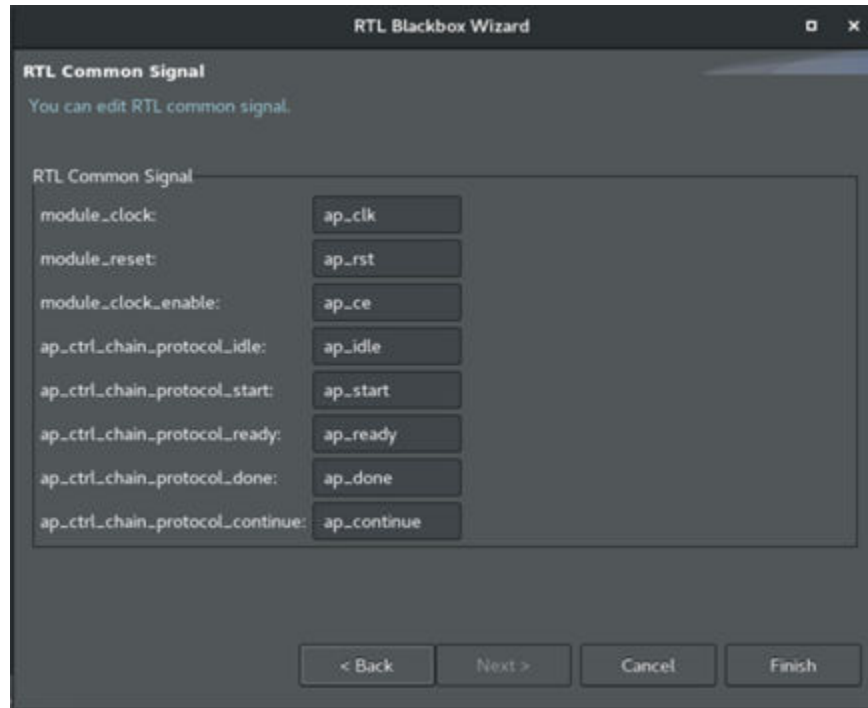 RTL Blackbox Wizard
RTL Common Signal
You can edit RTL common signal.
RTL Common Signal
module_clock: ap_clk
module_reset: ap_rst
module_clock_enable: ap_ce
ap_ctrl_chain_protocol_idle: ap_idle
ap_ctrl_chain_protocol_start: ap_start
ap_ctrl_chain_protocol_ready: ap_ready
ap_ctrl_chain_protocol_done: ap_done
ap_ctrl_chain_protocol_continue: ap_continue
< Back Next > Cancel Finish